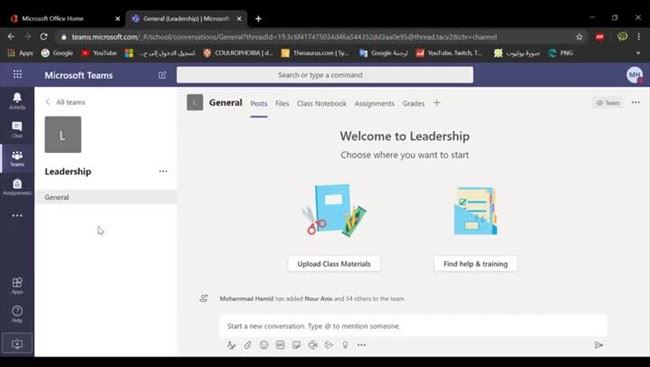 Microsoft Office Home
General (Leadership) | Microsoft
teams.microsoft.com/_#/school/conversations/General?threadId=19:3c6f417475034d46a544352dd3aa0e95@thread.tacv2&ctx=channel
Apps
Google
YouTube
تسجيل الدخول إلى ح...
COULROPHOBIA | d...
Thesaurus.com | Sy...
ترجمة Google
YouTube, Twitch, T...
صورة يوتيوب
PNG
Microsoft Teams
Search or type a command
MH
Activity
Chat
Teams
Assignments
Apps
Help
All teams
L
Leadership
General
L
General
Posts
Files
Class Notebook
Assignments
Grades
Team
Welcome to Leadership
Choose where you want to start
Upload Class Materials
Find help & training
Mohammad Hamid has added Nour Anis and 54 others to the team.
Start a new conversation. Type @ to mention someone.